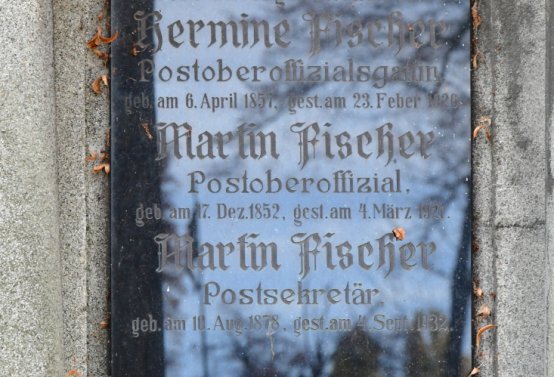 Hermine Fischer
Postoberoffizialsgattin,
geb. am 6. April 1857, gest. am 23. Feber 1926.
Martin Fischer
Postoberoffizial,
geb. am 17. Dez. 1852, gest. am 4. März 1921.
Martin Fischer
Postsekretär,
geb. am 10. Aug. 1878, gest. am 4. Sept. 1932.